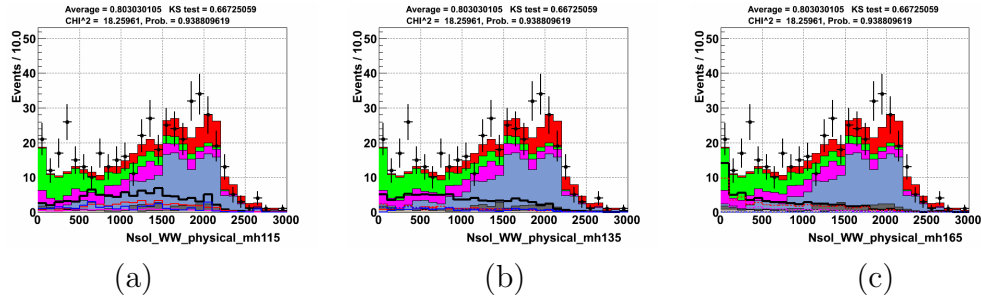 Average = 0.803030105 KS test = 0.66725059
CHI^2 = 18.25961, Prob. = 0.938809619
Events / 10.0
50
40
30
20
10
0
0 500 1000 1500 2000 2500 3000
Nsol_WW_physical_mh115
(a)
Average = 0.803030105 KS test = 0.66725059
CHI^2 = 18.25961, Prob. = 0.938809619
Events / 10.0
50
40
30
20
10
0
0 500 1000 1500 2000 2500 3000
Nsol_WW_physical_mh135
(b)
Average = 0.803030105 KS test = 0.66725059
CHI^2 = 18.25961, Prob. = 0.938809619
Events / 10.0
50
40
30
20
10
0
0 500 1000 1500 2000 2500 3000
Nsol_WW_physical_mh165
(c)